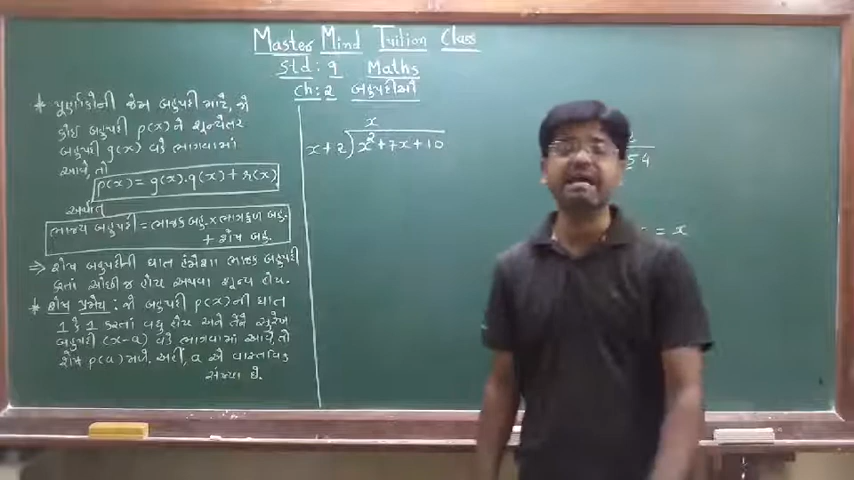 Master Mind Tuition Class
Std: 9 Maths
Ch: 2 બહુપદીઓ
* પૂર્ણાંકોની જેમ બહુપદી માટે, જો
કોઈ બહુપદી p(x) ને શૂન્યેતર
બહુપદી g(x) વડે ભાગવામાં
આવે, તો
p(x) = g(x).q(x) + r(x)
અર્થાત
ભાજ્ય બહુપદી = ભાજક બહુ. x ભાગફળ બહુ.
+ શેષ બહુ.
⇒ શેષ બહુપદીની ઘાત હંમેશા ભાજક બહુપદી
કરતાં ઓછી જ હોય અથવા શૂન્ય હોય.
* શેષ પ્રમેય : જો બહુપદી p(x) ની ઘાત
1 કે 1 કરતાં વધુ હોય અને તેને સુરેખ
બહુપદી (x-a) વડે ભાગવામાં આવે, તો
શેષ p(a) મળે. અહીં, a એ વાસ્તવિક
સંખ્યા છે.
x
x + 2 ) x² + 7x + 10
54
= x